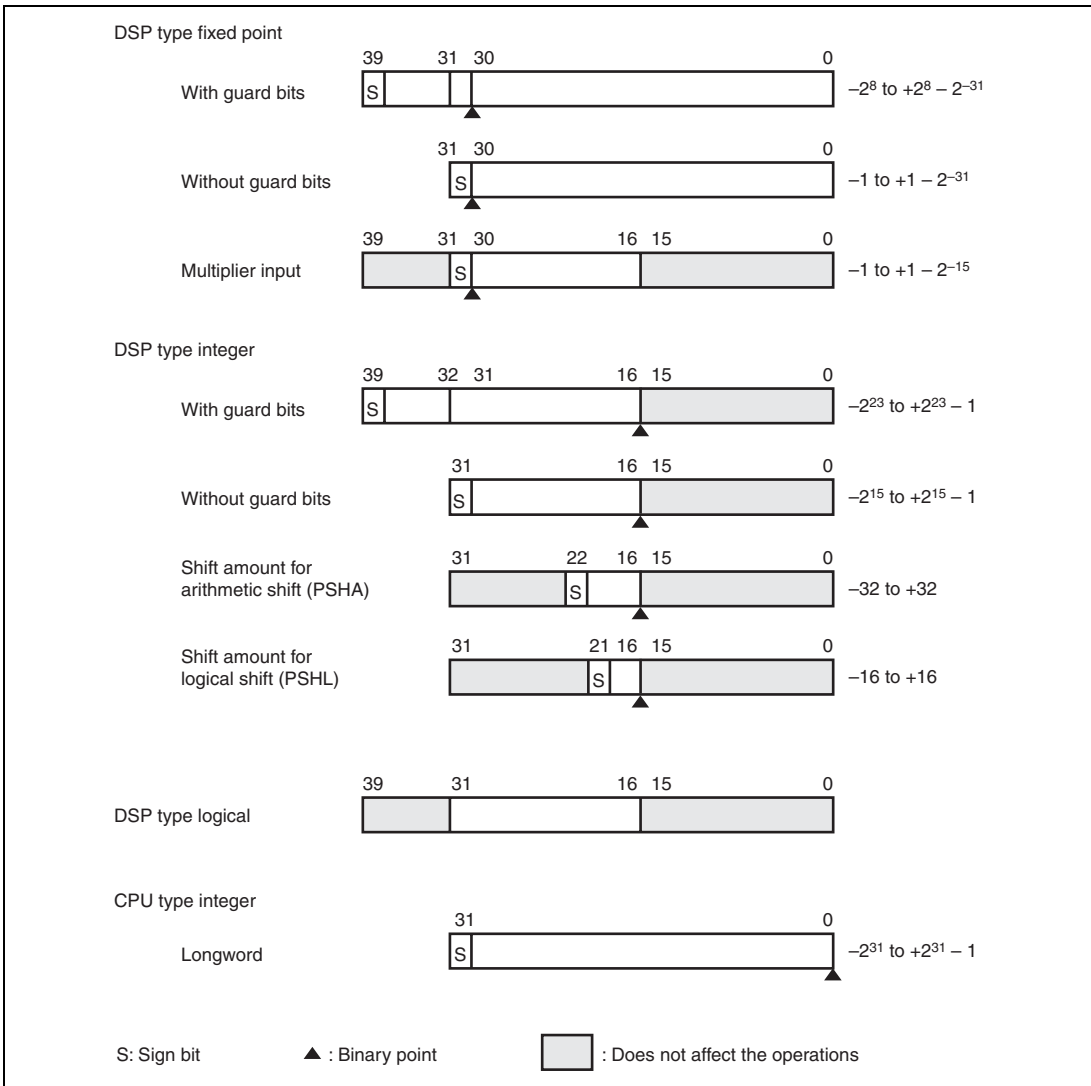 DSP type fixed point
39 31 30 0
With guard bits S –2⁸ to +2⁸ – 2⁻³¹
31 30 0
Without guard bits S –1 to +1 – 2⁻³¹
39 31 30 16 15 0
Multiplier input S –1 to +1 – 2⁻¹⁵
DSP type integer
39 32 31 16 15 0
With guard bits S –2²³ to +2²³ – 1
31 16 15 0
Without guard bits S –2¹⁵ to +2¹⁵ – 1
31 22 16 15 0
Shift amount for
arithmetic shift (PSHA) S –32 to +32
31 21 16 15 0
Shift amount for
logical shift (PSHL) S –16 to +16
39 31 16 15 0
DSP type logical
CPU type integer
31 0
Longword S –2³¹ to +2³¹ – 1
S: Sign bit ▲ : Binary point : Does not affect the operations